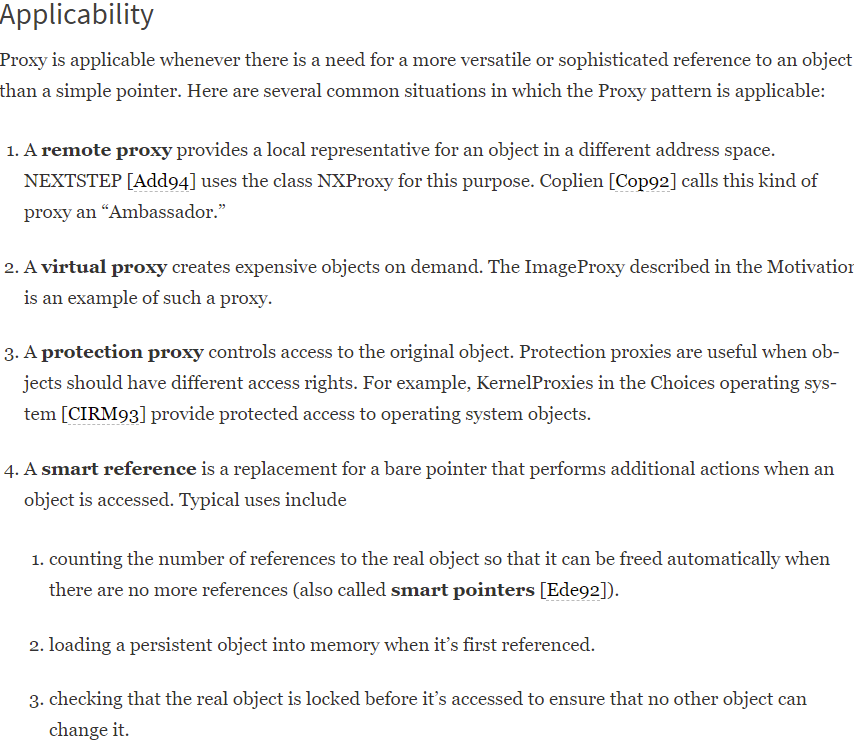 Applicability
Proxy is applicable whenever there is a need for a more versatile or sophisticated reference to an object
than a simple pointer. Here are several common situations in which the Proxy pattern is applicable:
1. A remote proxy provides a local representative for an object in a different address space.
NEXTSTEP [Add94] uses the class NXProxy for this purpose. Coplien [Cop92] calls this kind of
proxy an “Ambassador.”
2. A virtual proxy creates expensive objects on demand. The ImageProxy described in the Motivation
is an example of such a proxy.
3. A protection proxy controls access to the original object. Protection proxies are useful when ob-
jects should have different access rights. For example, KernelProxies in the Choices operating sys-
tem [CIRM93] provide protected access to operating system objects.
4. A smart reference is a replacement for a bare pointer that performs additional actions when an
object is accessed. Typical uses include
1. counting the number of references to the real object so that it can be freed automatically when
there are no more references (also called smart pointers [Ede92]).
2. loading a persistent object into memory when it’s first referenced.
3. checking that the real object is locked before it’s accessed to ensure that no other object can
change it.